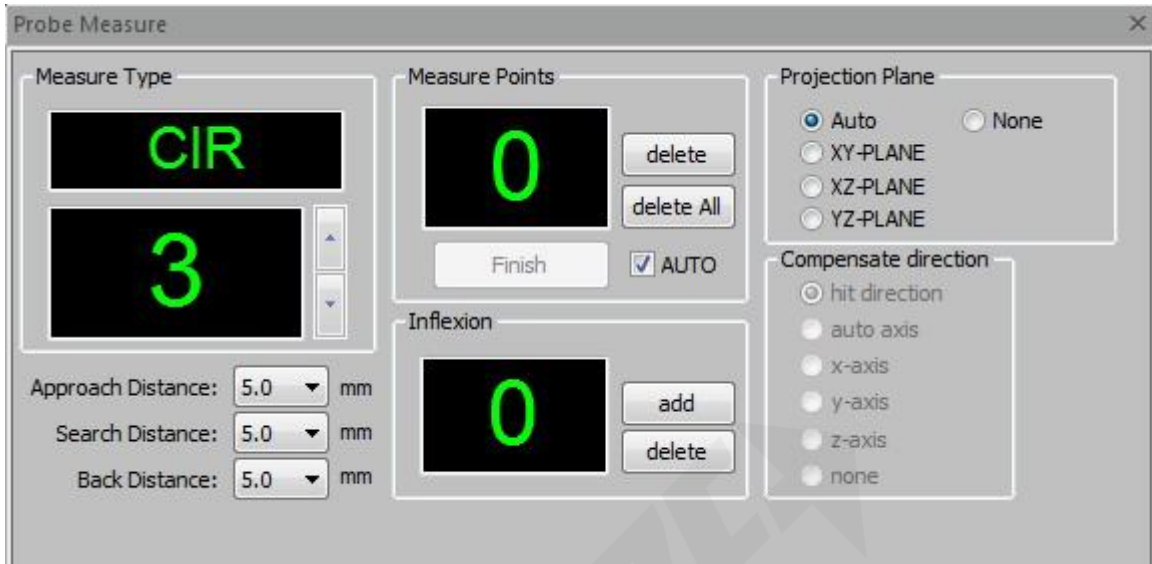 Probe Measure
Measure Type
CIR
3
Approach Distance: 5.0 mm
Search Distance: 5.0 mm
Back Distance: 5.0 mm
Measure Points
0
delete
delete All
Finish
AUTO
Inflexion
0
add
delete
Projection Plane
Auto None
XY-PLANE
XZ-PLANE
YZ-PLANE
Compensate direction
hit direction
auto axis
x-axis
y-axis
z-axis
none